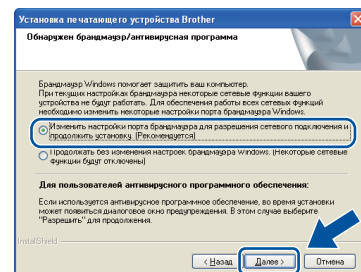 Установка печатающего устройства Brother
Обнаружен брандмауэр/антивирусная программа
Брандмауэр Windows помогает защитить ваш компьютер.
При текущих настройках брандмауэра некоторые сетевые функции вашего
устройства не будут работать. Для обеспечения работы всех сетевых функций
необходимо изменить некоторые настройки порта брандмауэра Windows.
Изменить настройки порта брандмауэра для разрешения сетевого подключения и
продолжить установку. (Рекомендуется)
Продолжать без изменения настроек брандмауэра Windows. (Некоторые сетевые
функции будут отключены)
Для пользователей антивирусного программного обеспечения:
Если используется антивирусное программное обеспечение, во время установки
может появиться диалоговое окно предупреждения. В этом случае выберите
"Разрешить" для продолжения.
InstallShield
< Назад Далее > Отмена